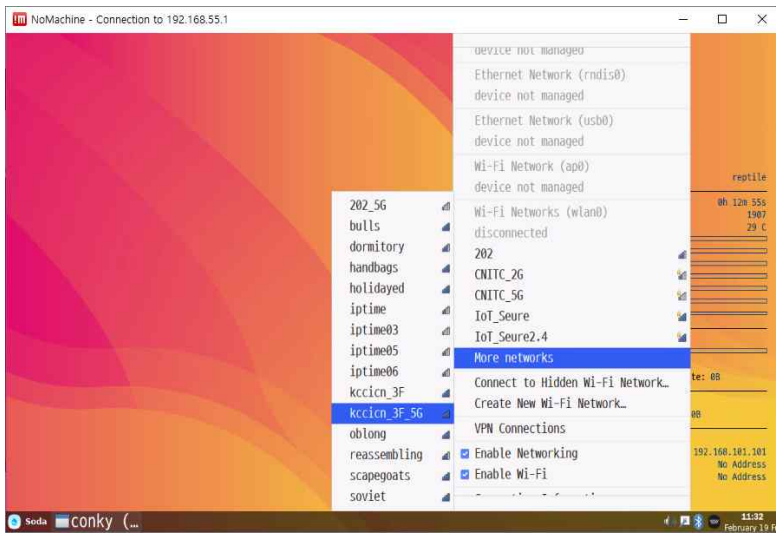 NoMachine - Connection to 192.168.55.1
device not managed
Ethernet Network (rndis0)
device not managed
Ethernet Network (usb0)
device not managed
Wi-Fi Network (ap0)
device not managed
Wi-Fi Networks (wlan0)
disconnected
202
CNITC_2G
CNITC_5G
IoT_Seure
IoT_Seure2.4
More networks
Connect to Hidden Wi-Fi Network…
Create New Wi-Fi Network…
VPN Connections
Enable Networking
Enable Wi-Fi
202_5G
bulls
dormitory
handbags
holidayed
iptime
iptime03
iptime05
iptime06
kccicn_3F
kccicn_3F_5G
oblong
reassembling
scapegoats
soviet
reptile
0h 12m 55s
1907
29 C
te: 0B
0B
192.168.101.101
No Address
No Address
Soda
conky (…
11:32
February 19 Fr